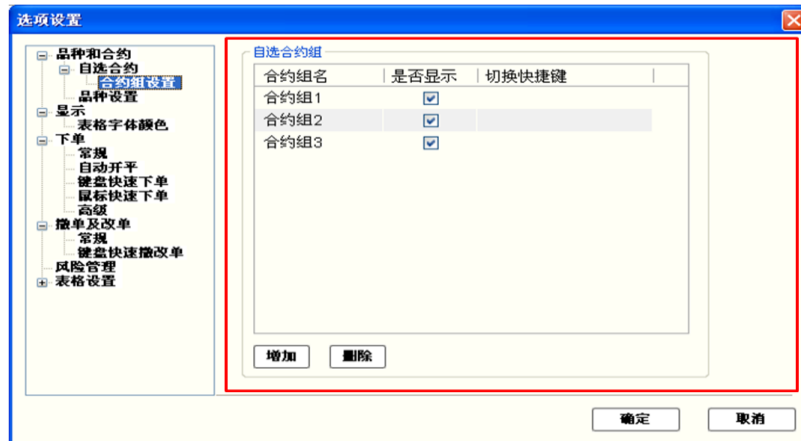 选项设置
品种和合约
自选合约
合约组设置
品种设置
显示
表格字体颜色
下单
常规
自动开平
键盘快速下单
鼠标快速下单
高级
撤单及改单
常规
键盘快速撤改单
风险管理
表格设置
自选合约组
合约组名 是否显示 切换快捷键
合约组1
合约组2
合约组3
增加 删除
确定 取消